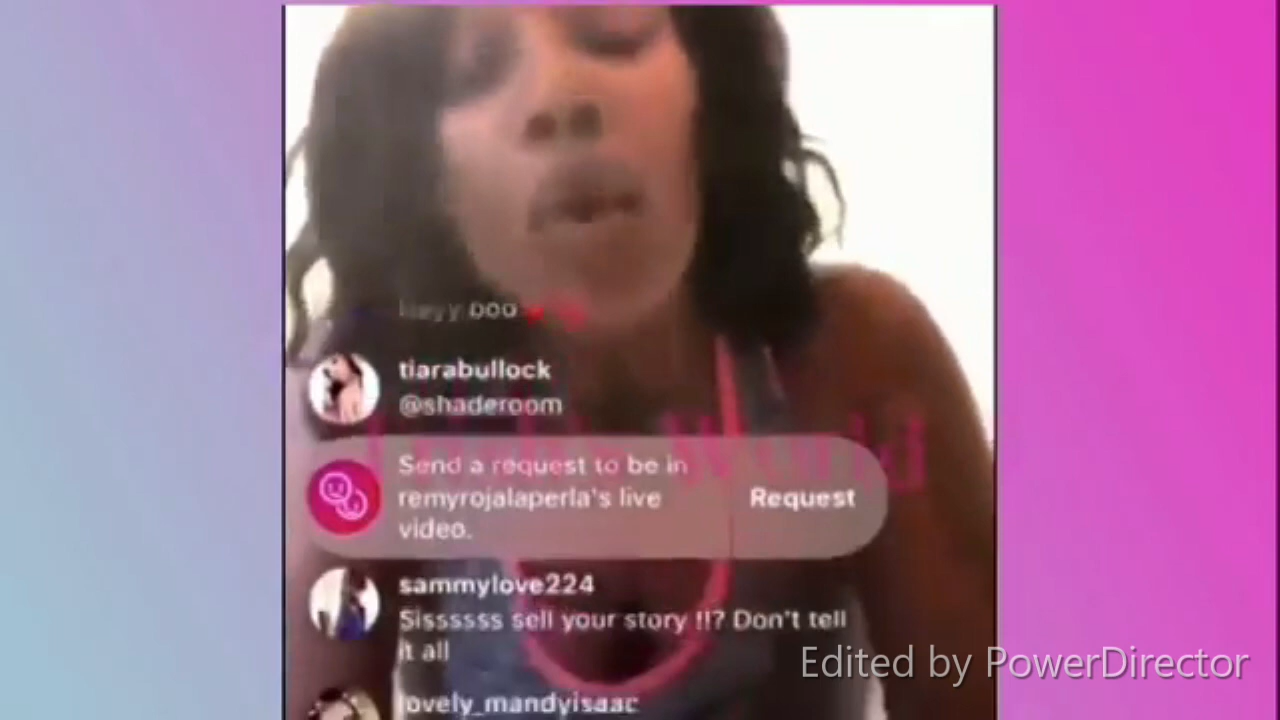 heyy boo
tiarabullock
@shaderoom
Send a request to be in
remyrojalaperla's live
video.
Request
sammylove224
Sissssss sell your story !!? Don't tell
it all
lovely_mandyisaac
World
Edited by PowerDirector